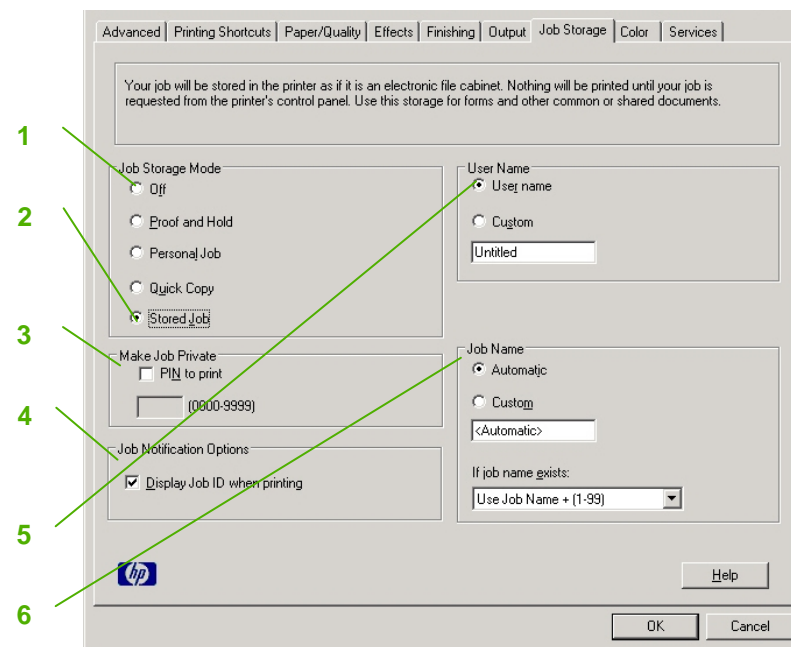 Advanced Printing Shortcuts Paper/Quality Effects Finishing Output Job Storage Color Services
Your job will be stored in the printer as if it is an electronic file cabinet. Nothing will be printed until your job is
requested from the printer's control panel. Use this storage for forms and other common or shared documents.
1
Job Storage Mode
Off
2
Proof and Hold
Personal Job
Quick Copy
Stored Job
User Name
User name
Custom
Untitled
3
Make Job Private
PIN to print
(0000-9999)
4
Job Notification Options
Display Job ID when printing
Job Name
Automatic
Custom
<Automatic>
If job name exists:
Use Job Name + (1-99)
5
6
hp
Help
OK Cancel